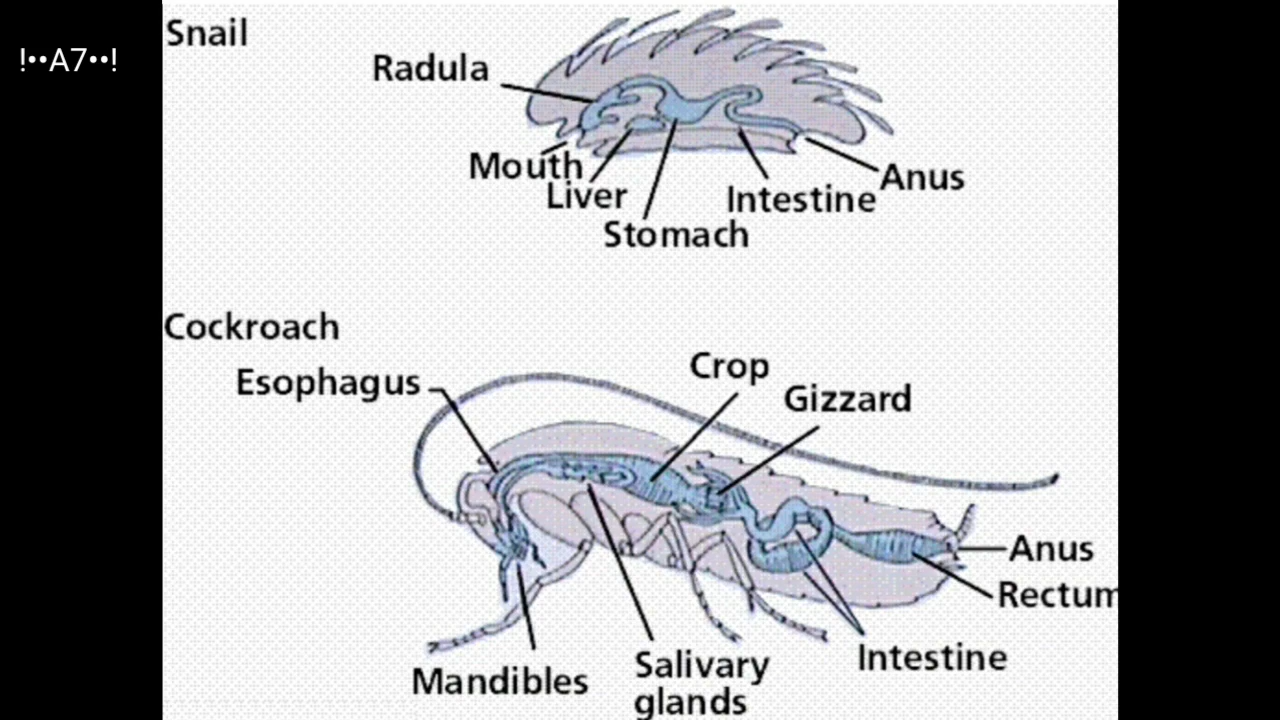 Snail
!••A7••!
Radula
Mouth
Liver
Stomach
Intestine
Anus
Cockroach
Esophagus
Crop
Gizzard
Anus
Rectum
Intestine
Salivary
glands
Mandibles